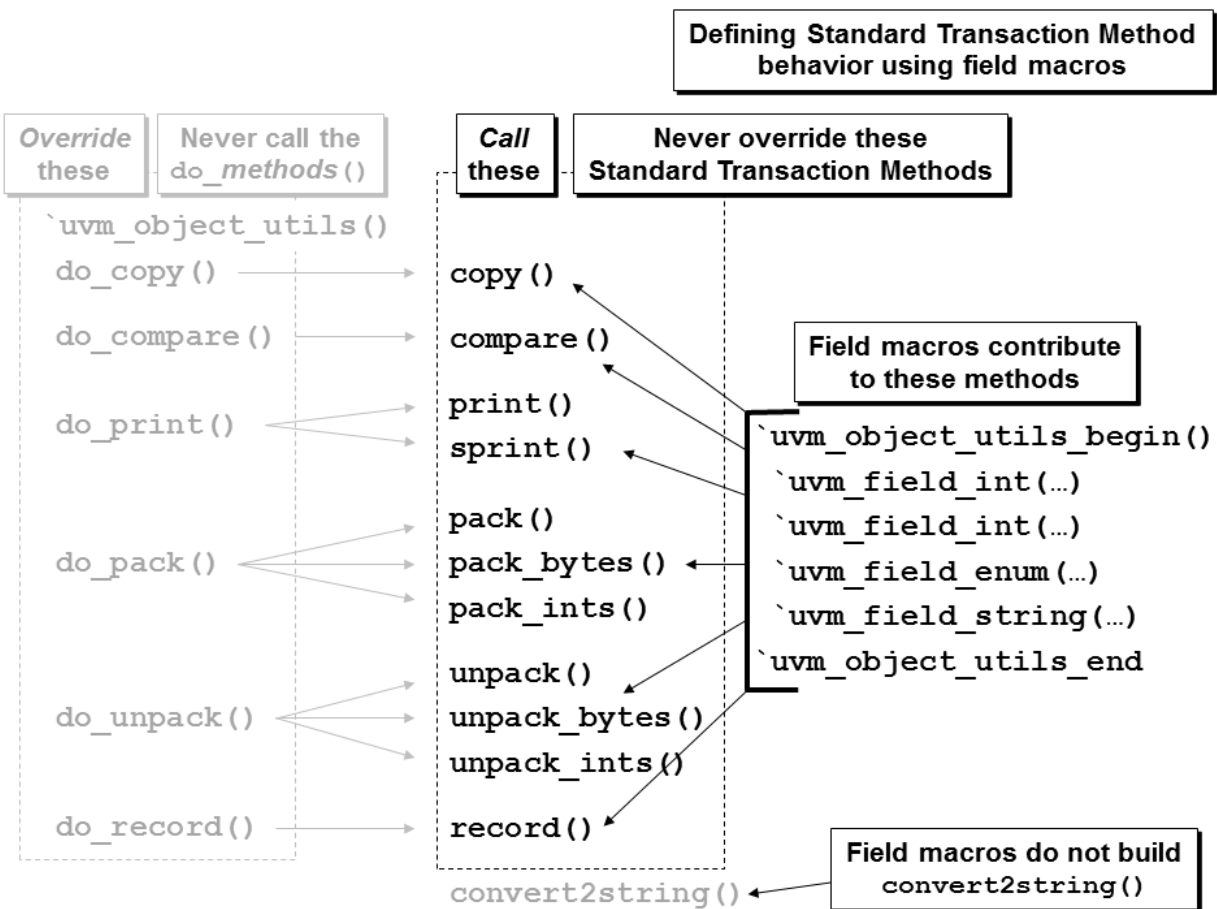 Defining Standard Transaction Method
behavior using field macros
Override
these
Never call the
do_methods()
Call
these
Never override these
Standard Transaction Methods
`uvm_object_utils()
do_copy()
copy()
do_compare()
compare()
do_print()
print()
sprint()
do_pack()
pack()
pack_bytes()
pack_ints()
do_unpack()
unpack()
unpack_bytes()
unpack_ints()
do_record()
record()
convert2string()
Field macros contribute
to these methods
`uvm_object_utils_begin()
`uvm_field_int(…)
`uvm_field_int(…)
`uvm_field_enum(…)
`uvm_field_string(…)
`uvm_object_utils_end
Field macros do not build
convert2string()